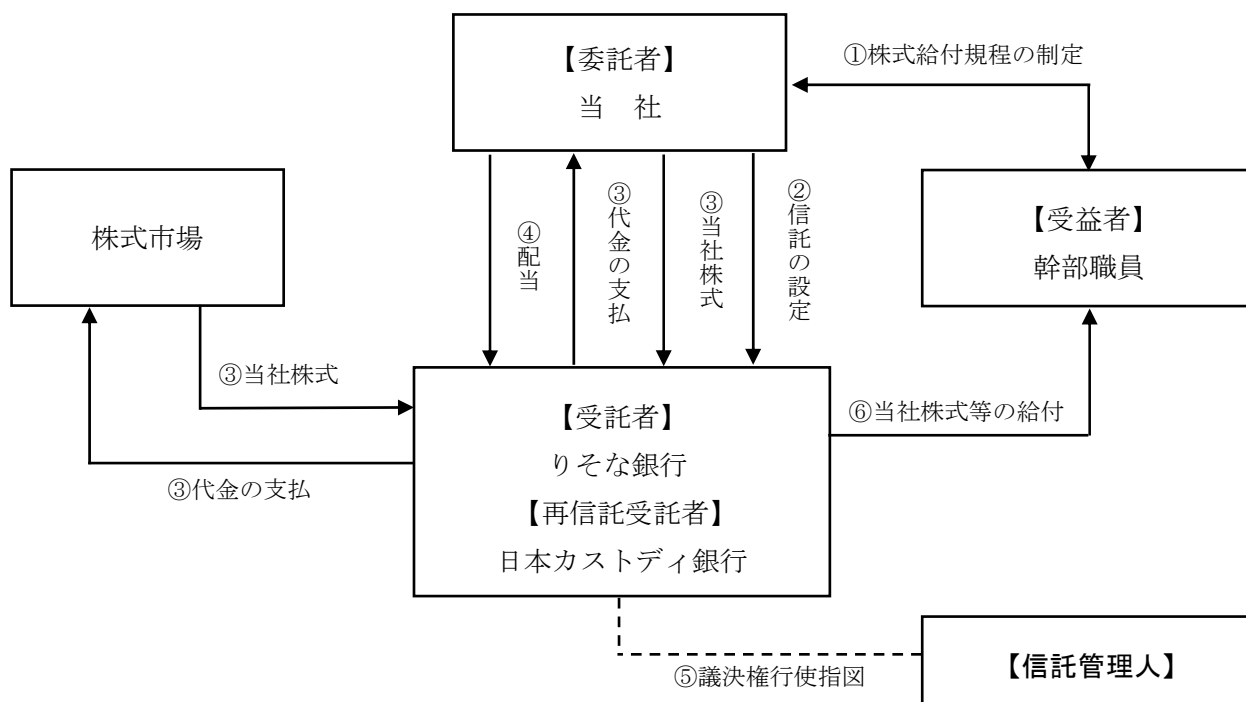 【委託者】
当　社
①株式給付規程の制定
株式市場
④配当
③代金の支払
③当社株式
②信託の設定
【受益者】
幹部職員
③当社株式
③代金の支払
【受託者】
りそな銀行
【再信託受託者】
日本カストディ銀行
⑥当社株式等の給付
⑤議決権行使指図
【信託管理人】